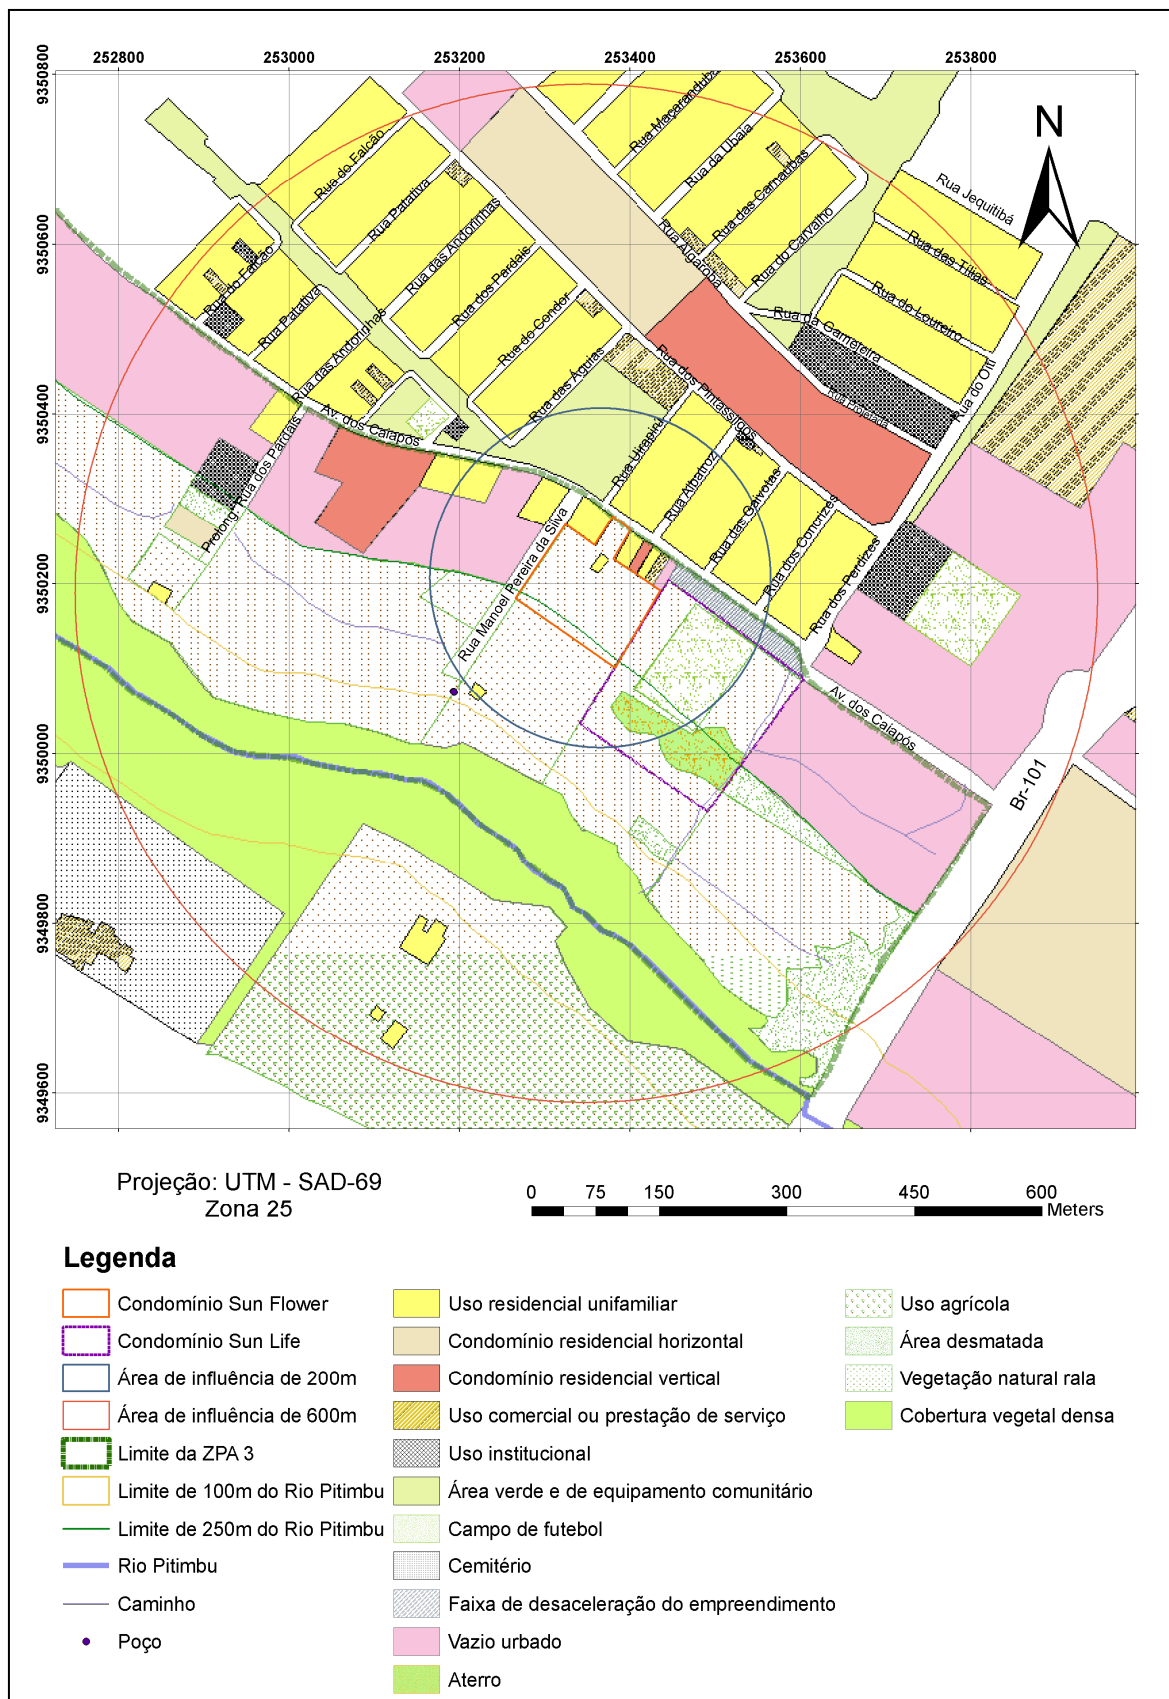 252800 253000 253200 253400 253600 253800
9350800
9350600
9350400
9350200
9350000
9349800
9349600
N
Rua do Falcão
Rua Patativa
Rua das Andorinhas
Rua dos Pardais
Rua do Condor
Rua das Águias
Rua do Falcão
Rua Patativa
Rua das Andorinhas
Av. dos Caiapós
Prolong. Rua dos Pardais
Rua Manoel Pereira da Silva
Rua Maçaranduba
Rua da Ubaia
Rua das Carnaúbas
Rua do Carvalho
Rua Algaroba
Rua Jequitibá
Rua das Tílias
Rua do Loureiro
Rua da Gameleira
Rua Projetada
Rua do Oiti
Rua dos Pintassilgos
Rua Uirapuru
Rua Albatroz
Rua das Gaivotas
Rua dos Concrizes
Rua dos Perdizes
Av. dos Caiapós
Br-101
Projeção: UTM - SAD-69
Zona 25
0 75 150 300 450 600
Meters
Legenda
Condomínio Sun Flower
Condomínio Sun Life
Área de influência de 200m
Área de influência de 600m
Limite da ZPA 3
Limite de 100m do Rio Pitimbu
Limite de 250m do Rio Pitimbu
Rio Pitimbu
Caminho
Poço
Uso residencial unifamiliar
Condomínio residencial horizontal
Condomínio residencial vertical
Uso comercial ou prestação de serviço
Uso institucional
Área verde e de equipamento comunitário
Campo de futebol
Cemitério
Faixa de desaceleração do empreendimento
Vazio urbado
Aterro
Uso agrícola
Área desmatada
Vegetação natural rala
Cobertura vegetal densa